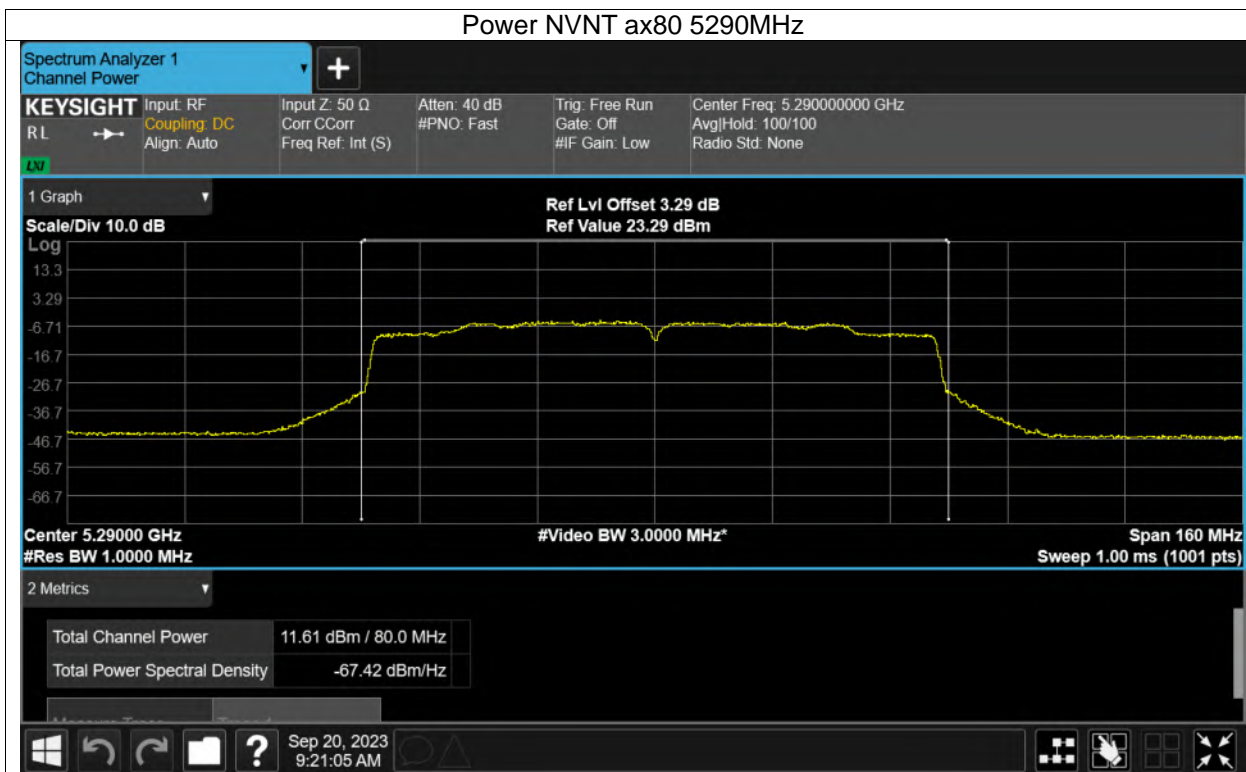 Power NVNT ax80 5290MHz
Spectrum Analyzer 1
Channel Power
KEYSIGHT
RL
LXI
Input: RF
Coupling: DC
Align: Auto
Input Z: 50 Ω
Corr CCorr
Freq Ref: Int (S)
Atten: 40 dB
#PNO: Fast
Trig: Free Run
Gate: Off
#IF Gain: Low
Center Freq: 5.290000000 GHz
Avg|Hold: 100/100
Radio Std: None
1 Graph
Scale/Div 10.0 dB
Ref Lvl Offset 3.29 dB
Ref Value 23.29 dBm
Log
13.3
3.29
-6.71
-16.7
-26.7
-36.7
-46.7
-56.7
-66.7
Center 5.29000 GHz
#Res BW 1.0000 MHz
#Video BW 3.0000 MHz*
Span 160 MHz
Sweep 1.00 ms (1001 pts)
2 Metrics
Total Channel Power 11.61 dBm / 80.0 MHz
Total Power Spectral Density -67.42 dBm/Hz
?
Sep 20, 2023
9:21:05 AM